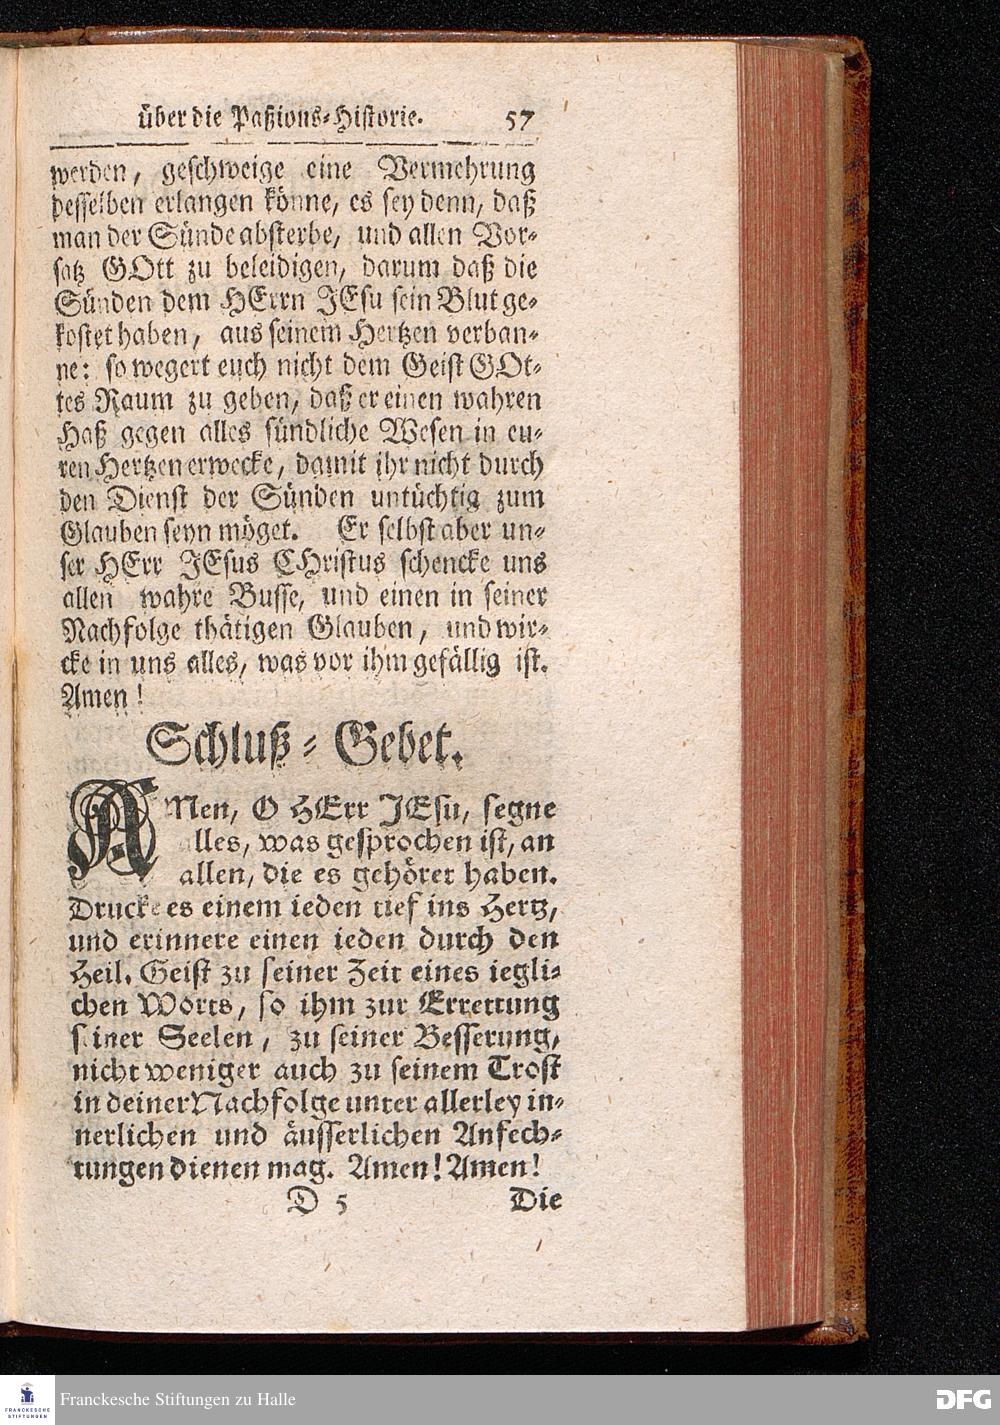 über die Paßions-Historie. 57
werden, geschweige eine Vermehrung
desselben erlangen könne, es sey denn, daß
man der Sünde absterbe, und allen Vor-
satz GOtt zu beleidigen, darum daß die
Sünden dem HErrn JEsu sein Blut ge-
kostet haben, aus seinem Hertzen verban-
ne: so wegert euch nicht dem Geist GOt-
tes Raum zu geben, daß er einen wahren
Haß gegen alles sündliche Wesen in eu-
ren Hertzen erwecke, damit ihr nicht durch
den Dienst der Sünden untüchtig zum
Glauben seyn möget. Er selbst aber un-
ser HErr JEsus CHristus schencke uns
allen wahre Busse, und einen in seiner
Nachfolge thätigen Glauben, und wir-
cke in uns alles, was vor ihm gefällig ist.
Amen!
Schluß-Gebet.
AMen, O HErr JEsu, segne
alles, was gesprochen ist, an
allen, die es gehöret haben.
Drucke es einem ieden tief ins Hertz,
und erinnere einen ieden durch den
Heil. Geist zu seiner Zeit eines iegli-
chen Worts, so ihm zur Errettung
seiner Seelen, zu seiner Besserung,
nicht weniger auch zu seinem Trost
in deiner Nachfolge unter allerley in-
nerlichen und äusserlichen Anfech-
tungen dienen mag. Amen! Amen!
D 5 Die
FRANCKESCHE
STIFTUNGEN
Franckesche Stiftungen zu Halle
DFG